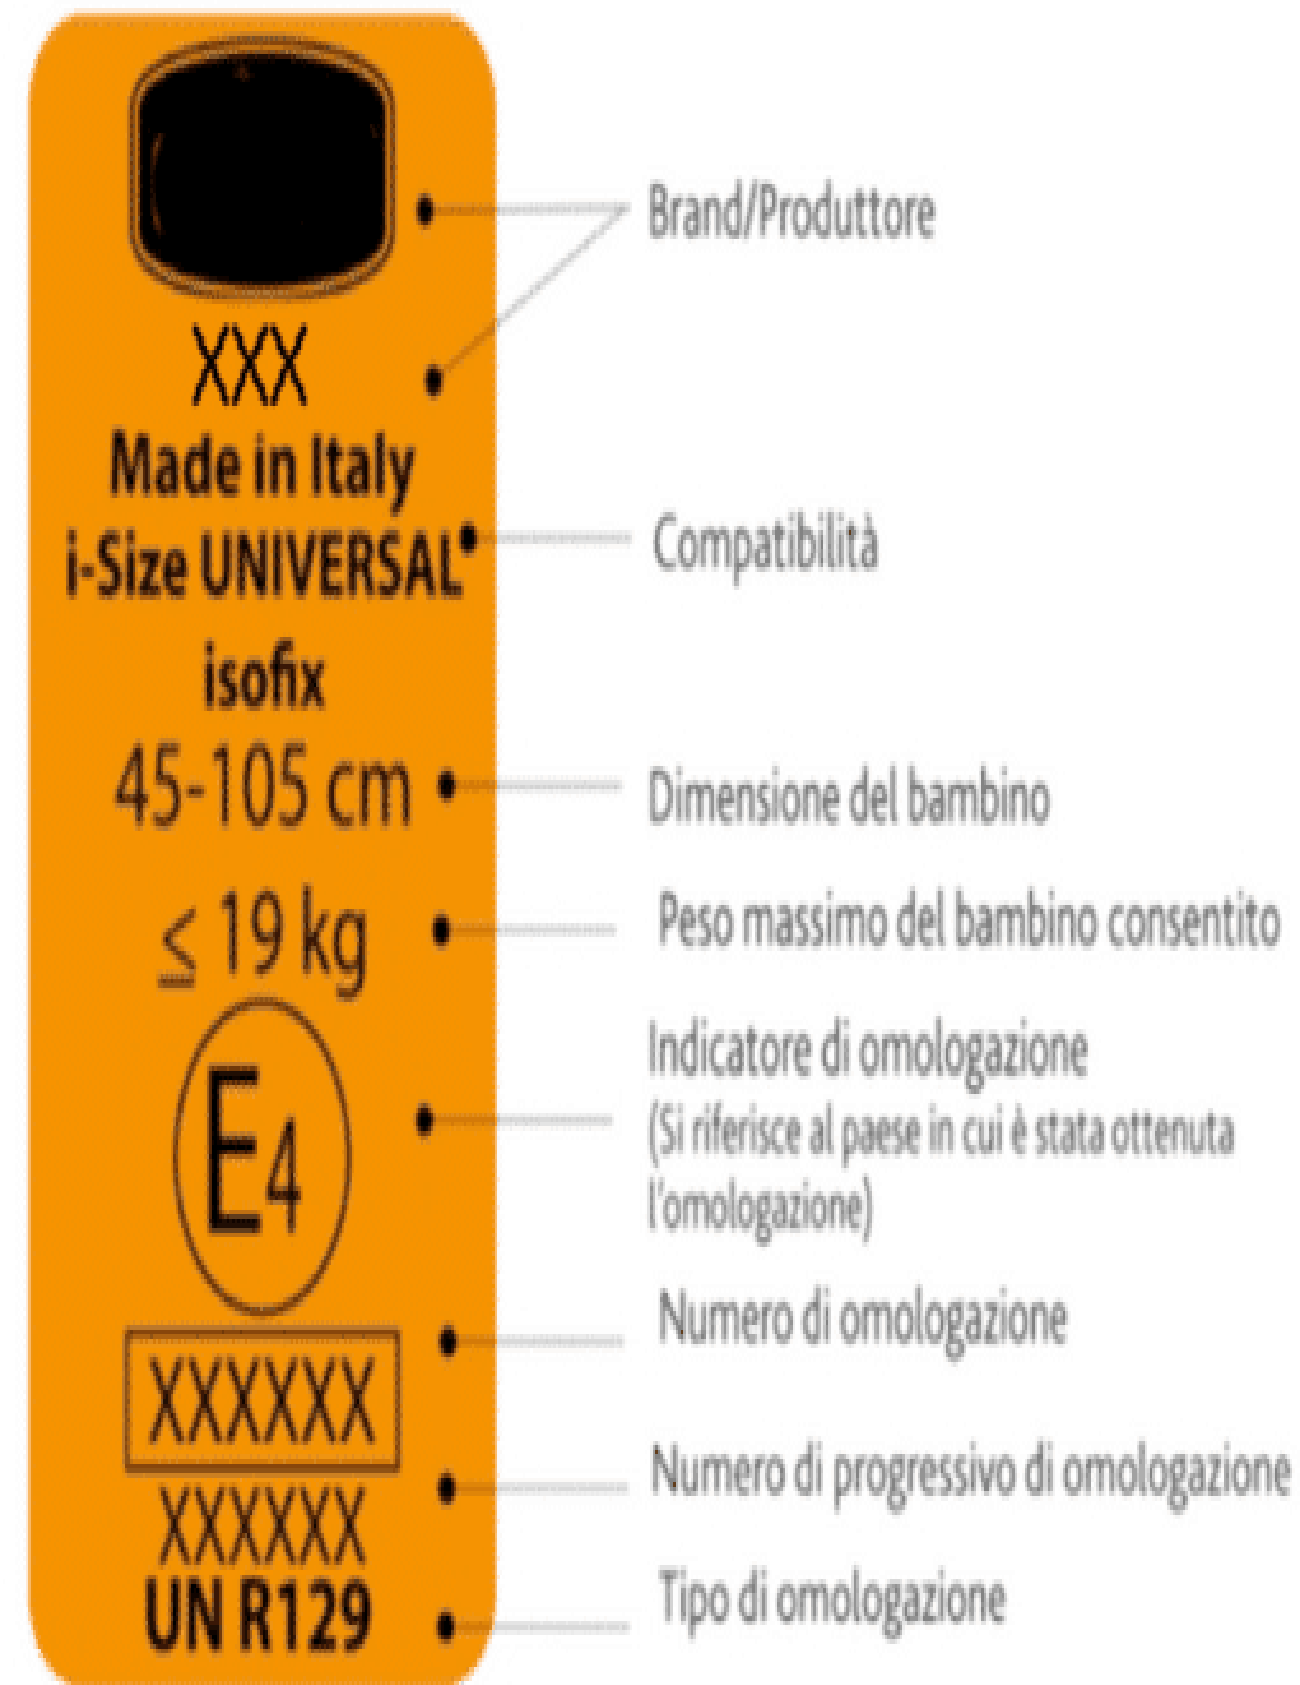 Brand/Produttore
XXX
Made in Italy
i-Size UNIVERSAL
Compatibilità
isofix
45-105 cm
Dimensione del bambino
≤ 19 kg
Peso massimo del bambino consentito
E4
Indicatore di omologazione
(Si riferisce al paese in cui è stata ottenuta
l'omologazione)
Numero di omologazione
XXXXXX
Numero di progressivo di omologazione
XXXXXX
UN R129
Tipo di omologazione